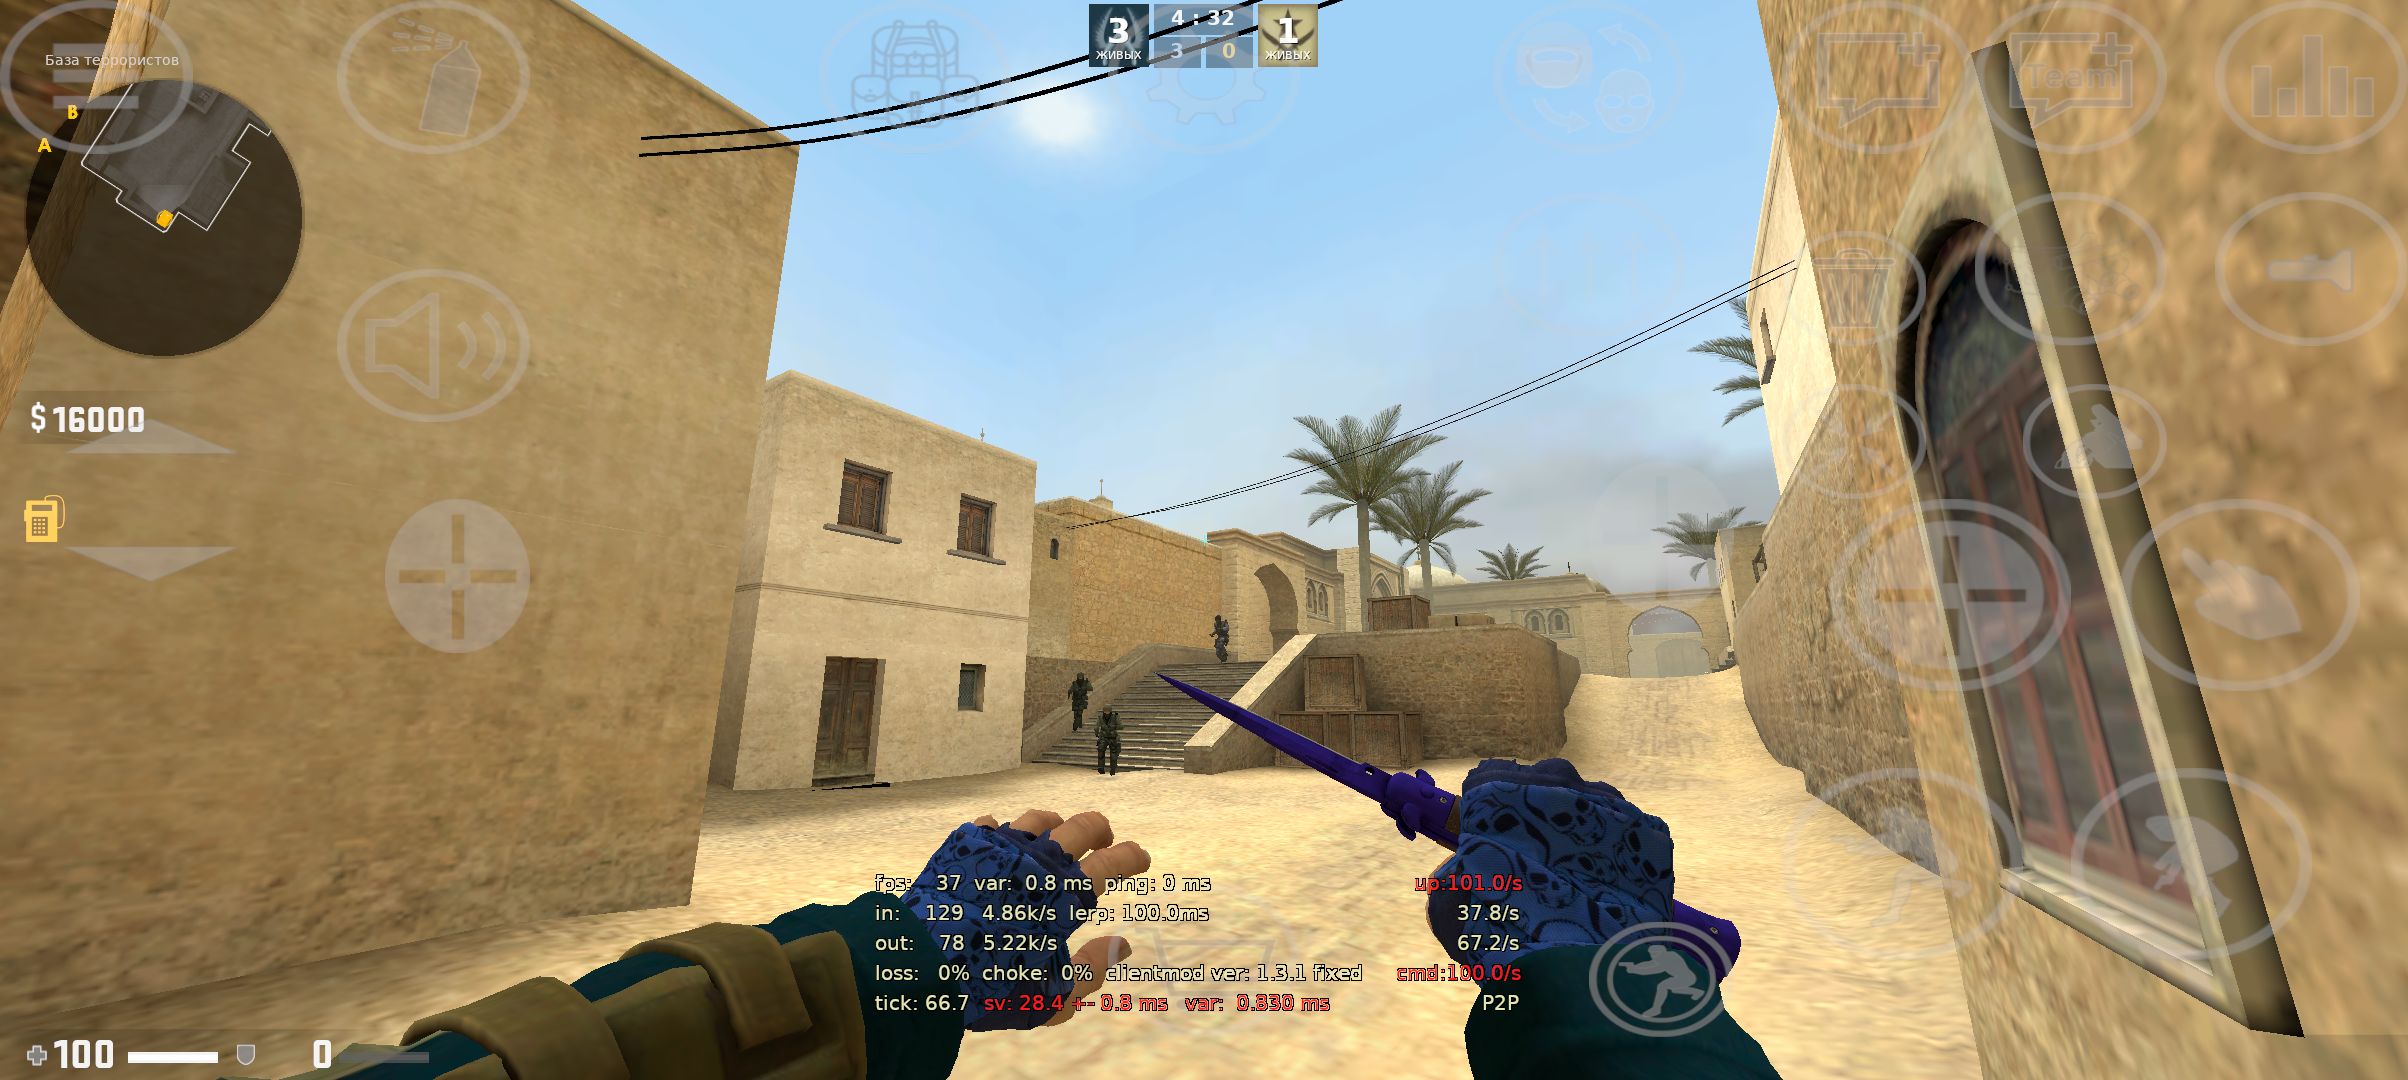 3
живых
4 : 32
3 0
1
живых
База террористов
B
A
Team
$ 16000
fps: 37 var: 0.8 ms ping: 0 ms up:101.0/s
in: 129 4.86k/s lerp: 100.0ms 37.8/s
out: 78 5.22k/s 67.2/s
loss: 0% choke: 0% clientmod ver: 1.3.1 fixed cmd:100.0/s
tick: 66.7 sv: 28.4 +- 0.8 ms var: 0.830 ms P2P
100 0